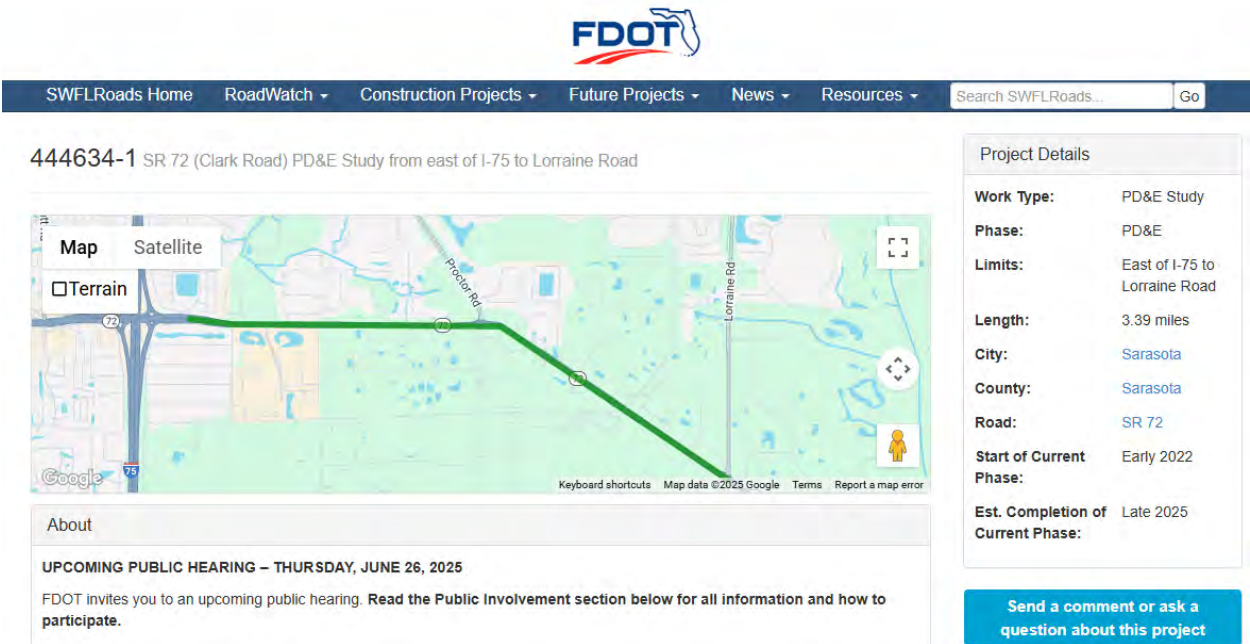 FDOT
SWFLRoads Home RoadWatch Construction Projects Future Projects News Resources Search SWFLRoads... Go
444634-1 SR 72 (Clark Road) PD&E Study from east of I-75 to Lorraine Road
Map Satellite
Terrain
Proctor Rd
Lorraine Rd
72
72
72
75
Google
Keyboard shortcuts Map data ©2025 Google Terms Report a map error
About
UPCOMING PUBLIC HEARING – THURSDAY, JUNE 26, 2025
FDOT invites you to an upcoming public hearing. Read the Public Involvement section below for all information and how to
participate.
Project Details
Work Type: PD&E Study
Phase: PD&E
Limits: East of I-75 to
Lorraine Road
Length: 3.39 miles
City: Sarasota
County: Sarasota
Road: SR 72
Start of Current Early 2022
Phase:
Est. Completion of Late 2025
Current Phase:
Send a comment or ask a
question about this project